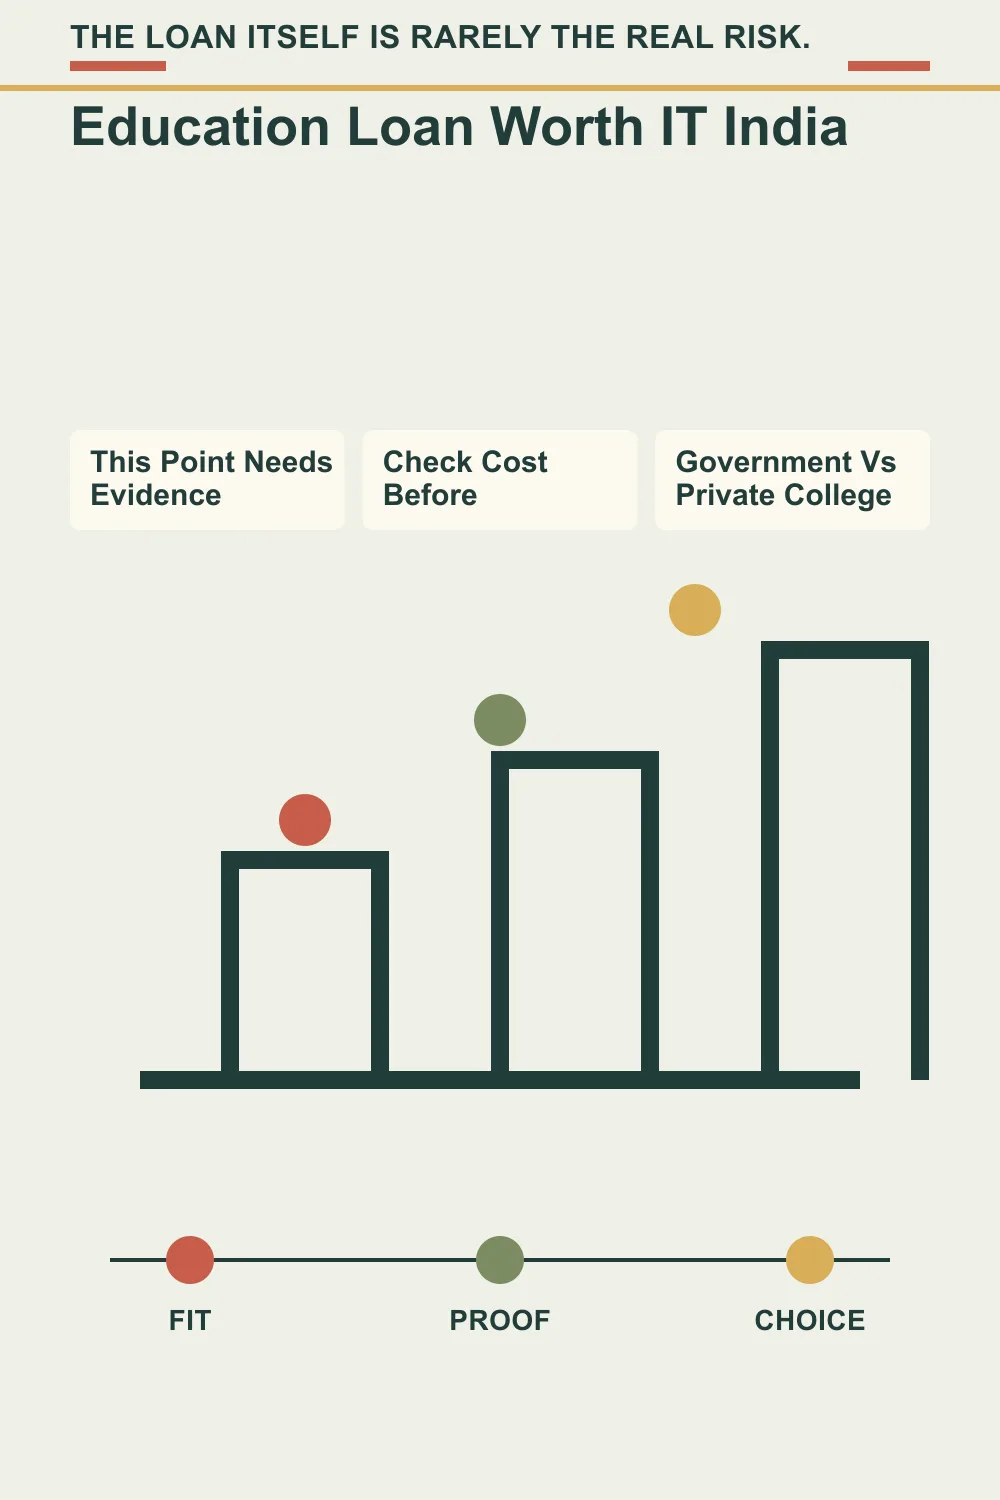 THE LOAN ITSELF IS RARELY THE REAL RISK.
Education Loan Worth IT India
This Point Needs
Evidence
Check Cost
Before
Government Vs
Private College
FIT
PROOF
CHOICE